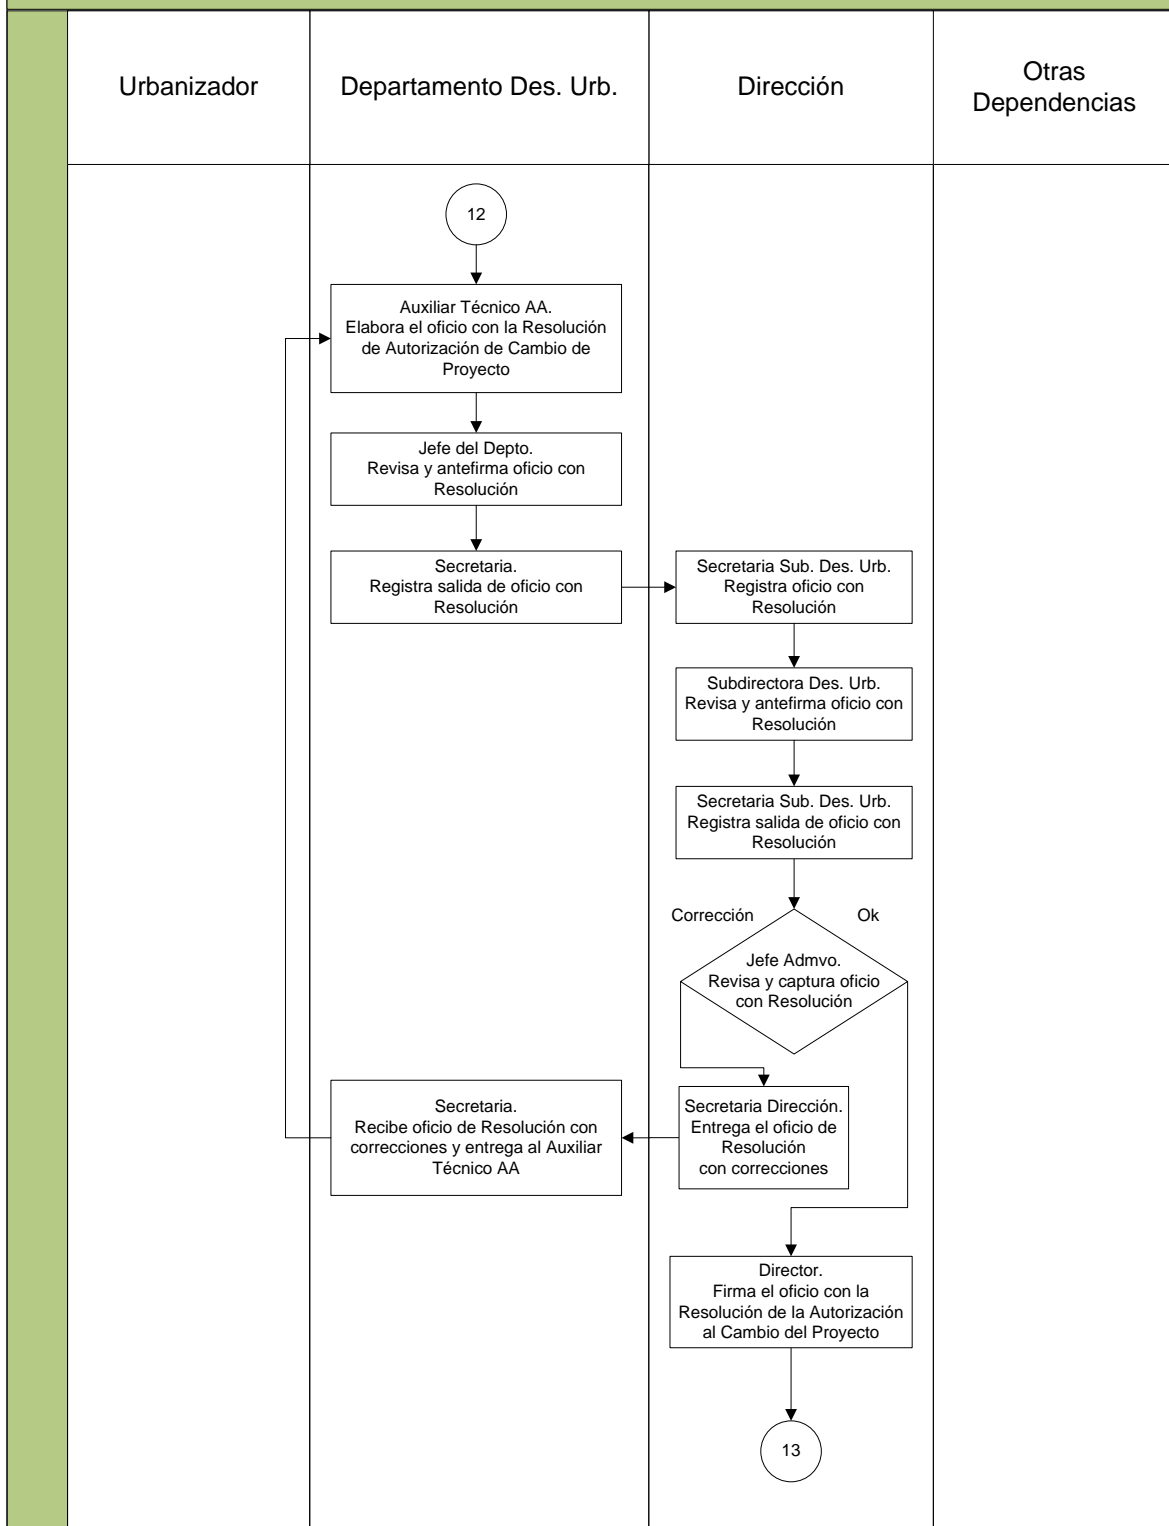 Urbanizador
Departamento Des. Urb.
Dirección
Otras
Dependencias
12
Auxiliar Técnico AA.
Elabora el oficio con la Resolución
de Autorización de Cambio de
Proyecto
Jefe del Depto.
Revisa y antefirma oficio con
Resolución
Secretaria.
Registra salida de oficio con
Resolución
Secretaria Sub. Des. Urb.
Registra oficio con
Resolución
Subdirectora Des. Urb.
Revisa y antefirma oficio con
Resolución
Secretaria Sub. Des. Urb.
Registra salida de oficio con
Resolución
Corrección
Ok
Jefe Admvo.
Revisa y captura oficio
con Resolución
Secretaria Dirección.
Entrega el oficio de
Resolución
con correcciones
Secretaria.
Recibe oficio de Resolución con
correcciones y entrega al Auxiliar
Técnico AA
Director.
Firma el oficio con la
Resolución de la Autorización
al Cambio del Proyecto
13